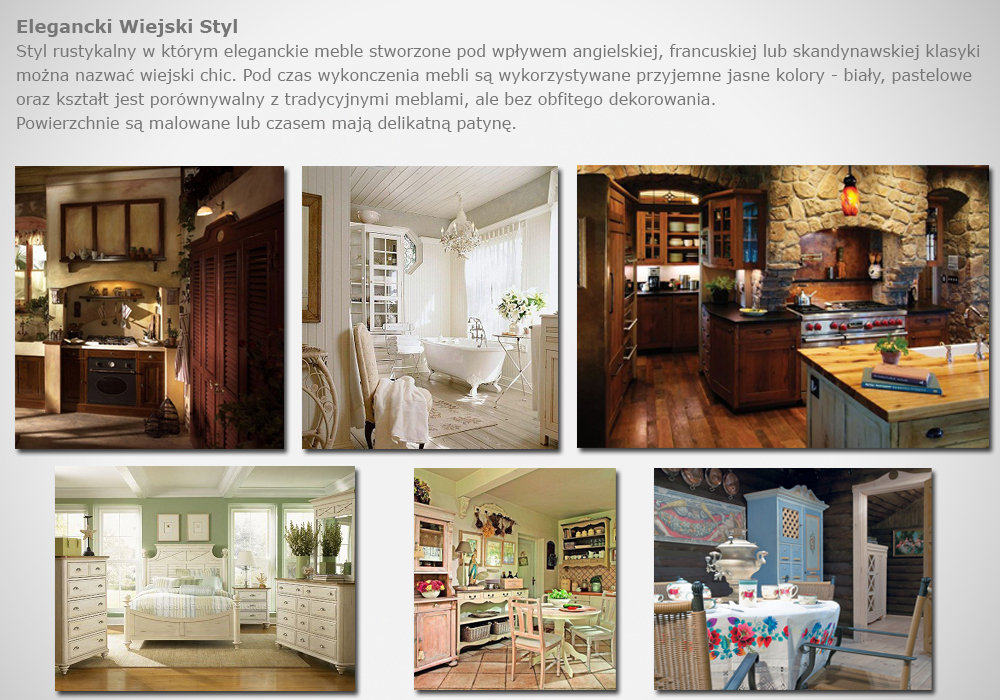 Elegancki Wiejski Styl
Styl rustykalny w którym eleganckie meble stworzone pod wpływem angielskiej, francuskiej lub skandynawskiej klasyki
można nazwać wiejski chic. Pod czas wykonczenia mebli są wykorzystywane przyjemne jasne kolory - biały, pastelowe
oraz kształt jest porównywalny z tradycyjnymi meblami, ale bez obfitego dekorowania.
Powierzchnie są malowane lub czasem mają delikatną patynę.